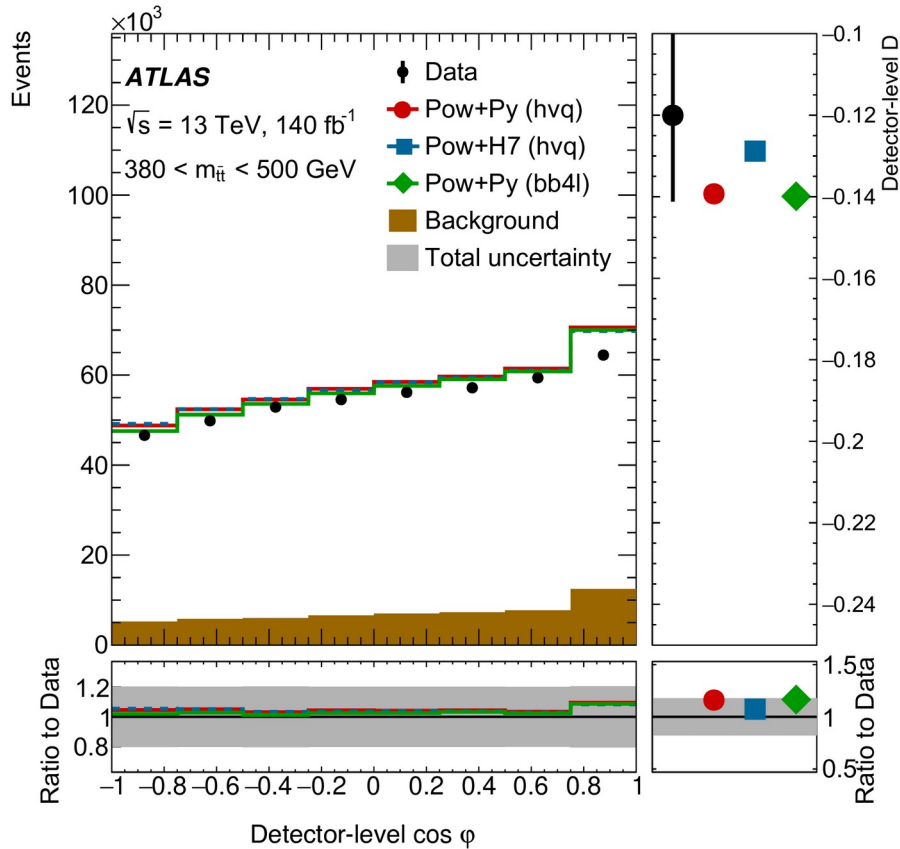 ×10³
Events
ATLAS
√s = 13 TeV, 140 fb⁻¹
380 < m_tt̄ < 500 GeV
Data
Pow+Py (hvq)
Pow+H7 (hvq)
Pow+Py (bb4l)
Background
Total uncertainty
120
100
80
60
40
20
0
Detector-level D
−0.1
−0.12
−0.14
−0.16
−0.18
−0.2
−0.22
−0.24
Ratio to Data
1.2
1
0.8
−1 −0.8 −0.6 −0.4 −0.2 0 0.2 0.4 0.6 0.8 1
Detector-level cos φ
1.5
1
0.5
Ratio to Data